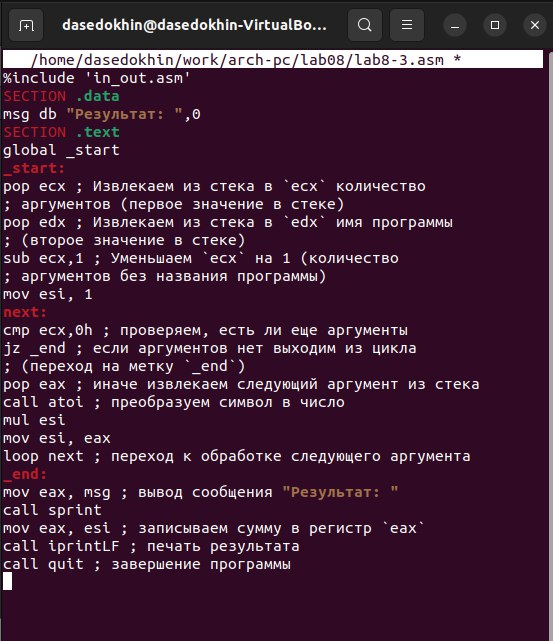 dasedokhin@dasedokhin-VirtualBo...
/home/dasedokhin/work/arch-pc/lab08/lab8-3.asm *
%include 'in_out.asm'
SECTION .data
msg db "Результат: ",0
SECTION .text
global _start
_start:
pop ecx ; Извлекаем из стека в `ecx` количество
; аргументов (первое значение в стеке)
pop edx ; Извлекаем из стека в `edx` имя программы
; (второе значение в стеке)
sub ecx,1 ; Уменьшаем `ecx` на 1 (количество
; аргументов без названия программы)
mov esi, 1
next:
cmp ecx,0h ; проверяем, есть ли еще аргументы
jz _end ; если аргументов нет выходим из цикла
; (переход на метку `_end`)
pop eax ; иначе извлекаем следующий аргумент из стека
call atoi ; преобразуем символ в число
mul esi
mov esi, eax
loop next ; переход к обработке следующего аргумента
_end:
mov eax, msg ; вывод сообщения "Результат: "
call sprint
mov eax, esi ; записываем сумму в регистр `eax`
call iprintLF ; печать результата
call quit ; завершение программы